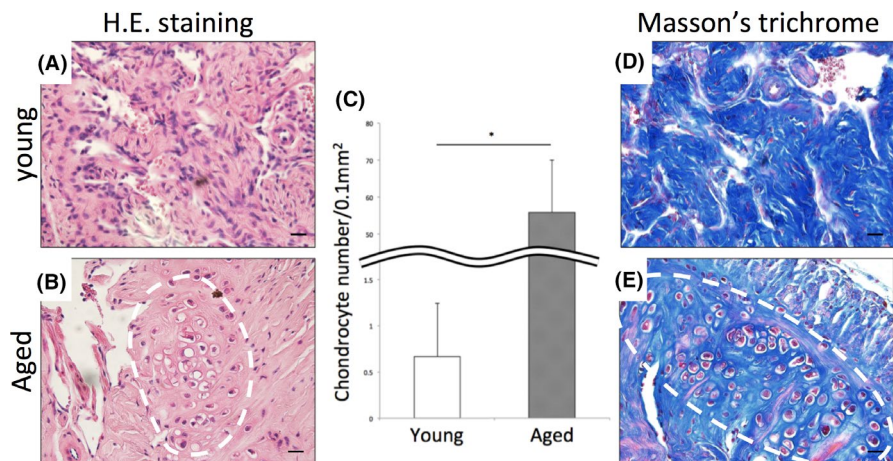 H.E. staining
Masson's trichrome
(A)
(D)
(C)
young
80
70
60
50
1.5
1
0.5
0
Chondrocyte number/0.1mm²
*
(B)
(E)
Aged
Young
Aged